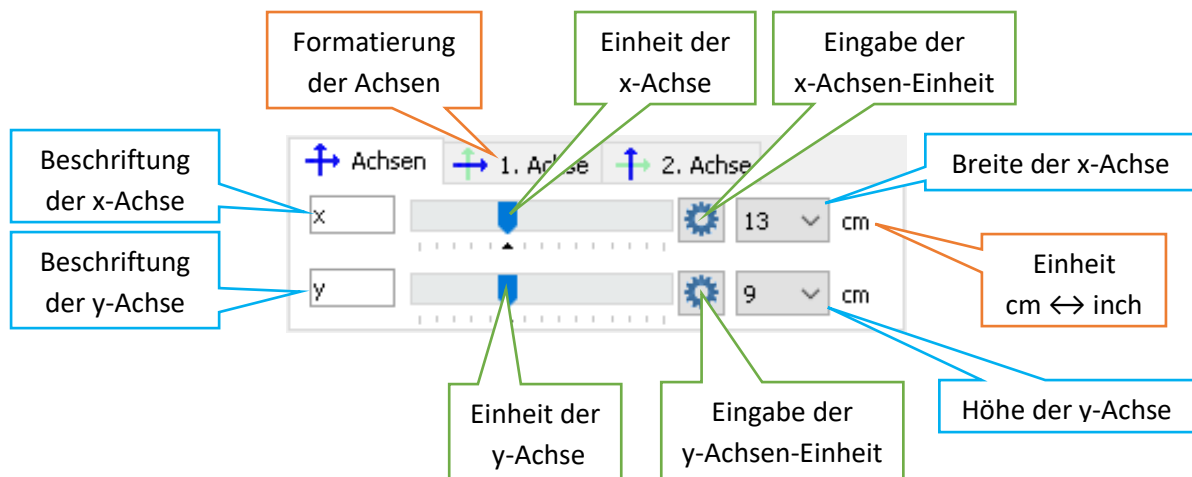 Formatierung
der Achsen
Einheit der
x-Achse
Eingabe der
x-Achsen-Einheit
Beschriftung
der x-Achse
Achsen
1. Achse
2. Achse
Breite der x-Achse
x
13
cm
Beschriftung
der y-Achse
y
9
cm
Einheit
cm ↔ inch
Einheit der
y-Achse
Eingabe der
y-Achsen-Einheit
Höhe der y-Achse